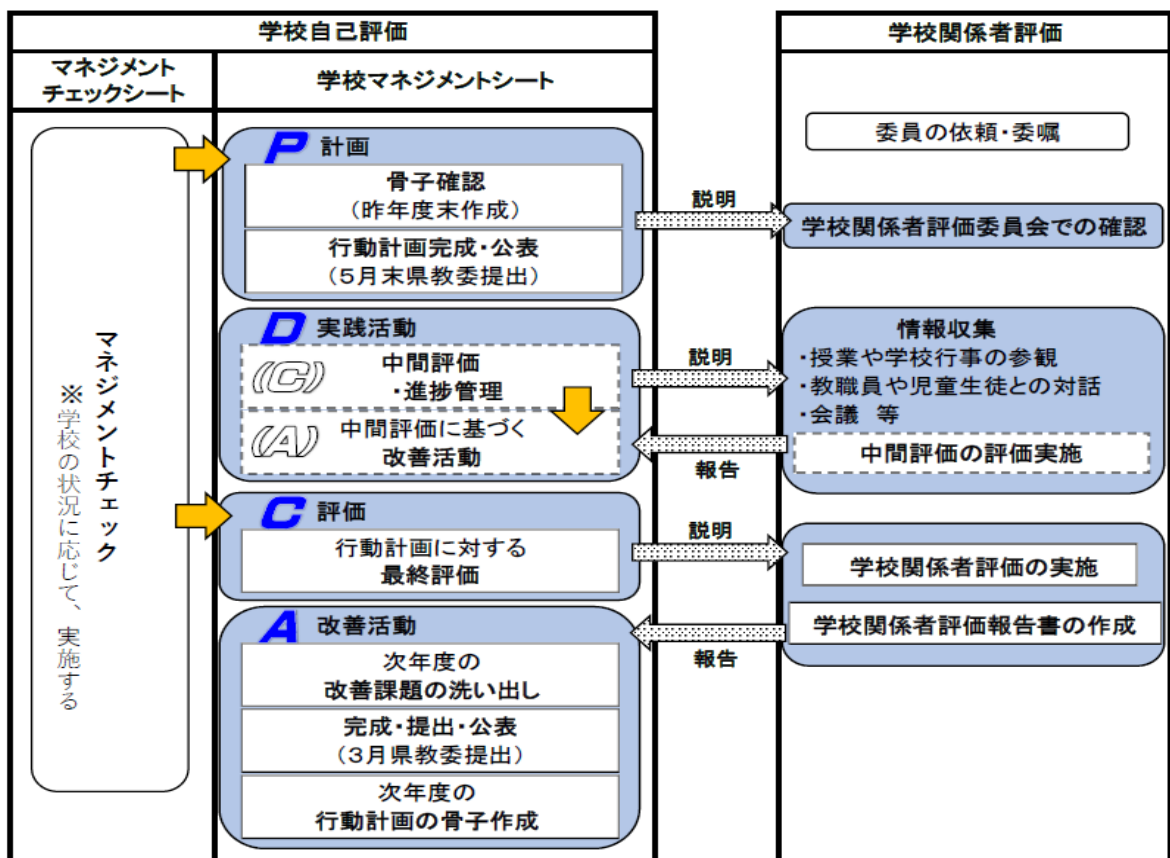 学校自己評価
マネジメント
チェックシート
学校マネジメントシート
マネジメントチェック
※学校の状況に応じて、実施する
P 計画
骨子確認
（昨年度末作成）
行動計画完成・公表
（５月末県教委提出）
D 実践活動
(C) 中間評価
・進捗管理
(A) 中間評価に基づく
改善活動
C 評価
行動計画に対する
最終評価
A 改善活動
次年度の
改善課題の洗い出し
完成・提出・公表
（３月県教委提出）
次年度の
行動計画の骨子作成
説明
説明
報告
説明
報告
学校関係者評価
委員の依頼・委嘱
学校関係者評価委員会での確認
情報収集
・授業や学校行事の参観
・教職員や児童生徒との対話
・会議 等
中間評価の評価実施
学校関係者評価の実施
学校関係者評価報告書の作成